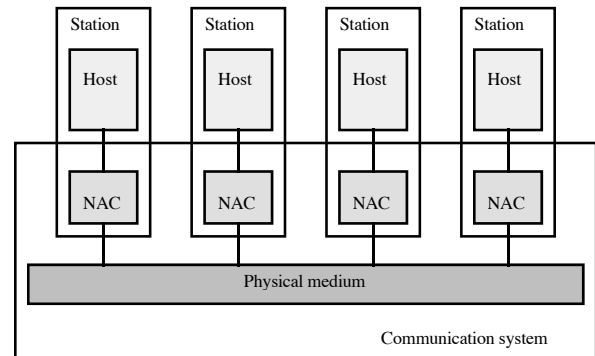 Station Station Station Station
Host Host Host Host
NAC NAC NAC NAC
Physical medium
Communication system